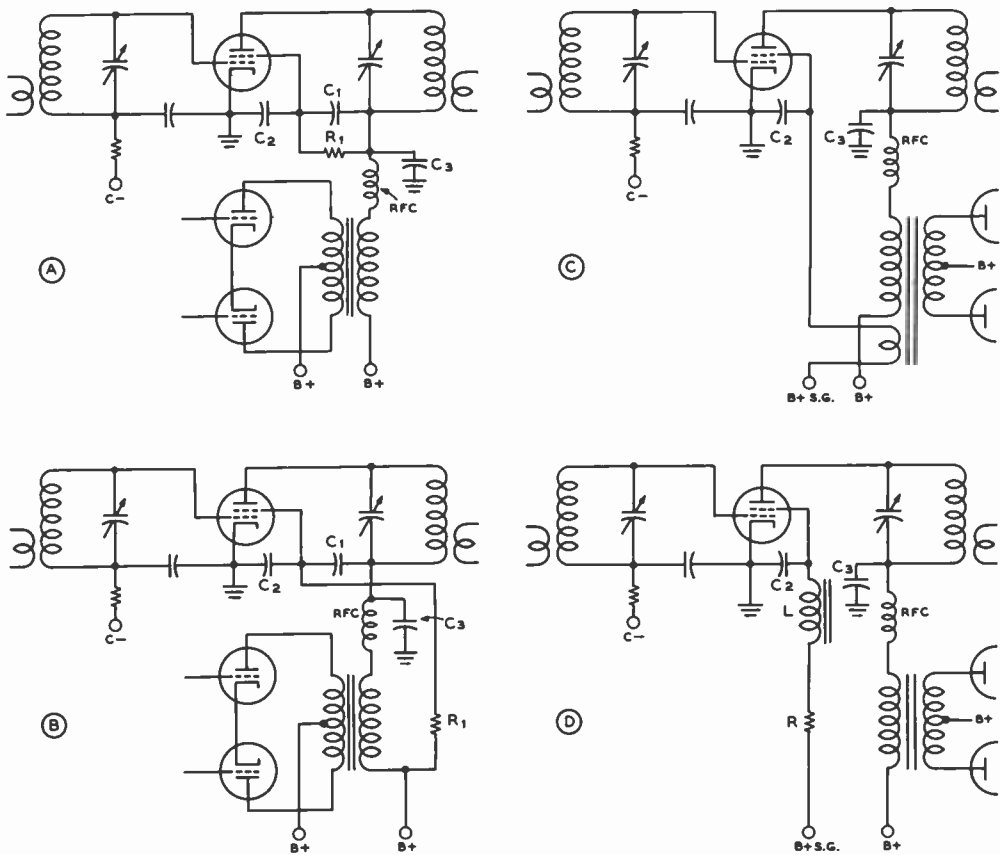 C1
C2
R1
C3
RFC
C-
A
B+
B+
C2
C3
RFC
C-
C
B+
B+ S.G.
B+
C1
C2
RFC
C3
C-
B
R1
B+
B+
C2
C3
L
RFC
C-
D
R
B+
B+ S.G.
B+